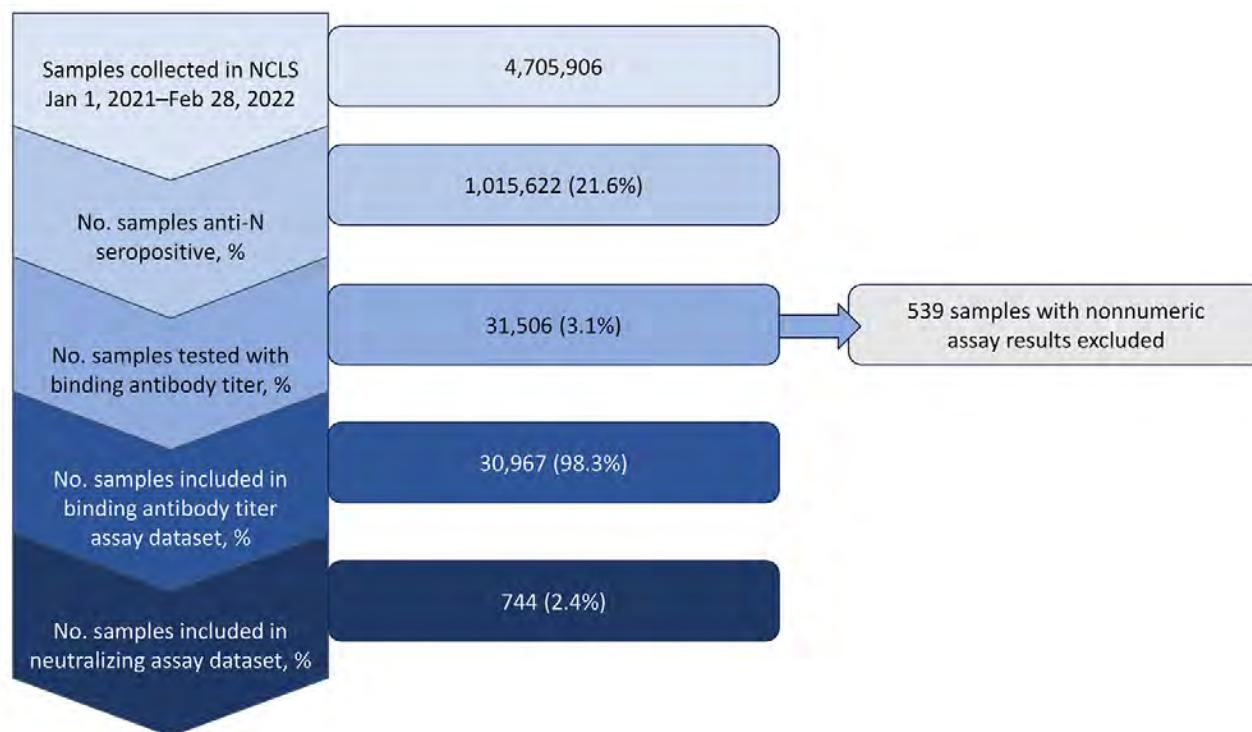 Samples collected in NCLS
Jan 1, 2021–Feb 28, 2022
4,705,906
No. samples anti-N
seropositive, %
1,015,622 (21.6%)
No. samples tested with
binding antibody titer, %
31,506 (3.1%)
539 samples with nonnumeric
assay results excluded
No. samples included in
binding antibody titer
assay dataset, %
30,967 (98.3%)
No. samples included in
neutralizing assay dataset, %
744 (2.4%)